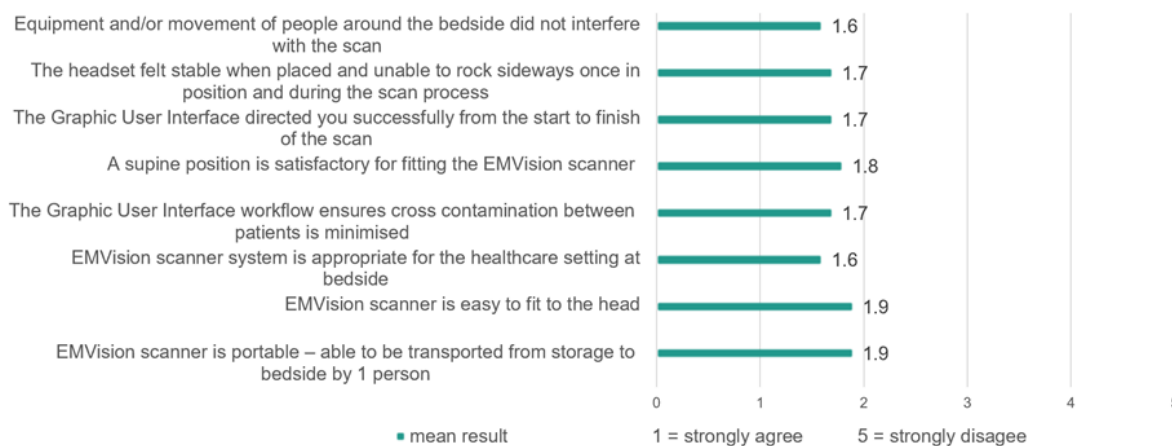 Equipment and/or movement of people around the bedside did not interfere
with the scan
1.6
The headset felt stable when placed and unable to rock sideways once in
position and during the scan process
1.7
The Graphic User Interface directed you successfully from the start to finish
of the scan
1.7
A supine position is satisfactory for fitting the EMVision scanner
1.8
The Graphic User Interface workflow ensures cross contamination between
patients is minimised
1.7
EMVision scanner system is appropriate for the healthcare setting at
bedside
1.6
EMVision scanner is easy to fit to the head
1.9
EMVision scanner is portable – able to be transported from storage to
bedside by 1 person
1.9
0 1 2 3 4 5
mean result 1 = strongly agree 5 = strongly disagee